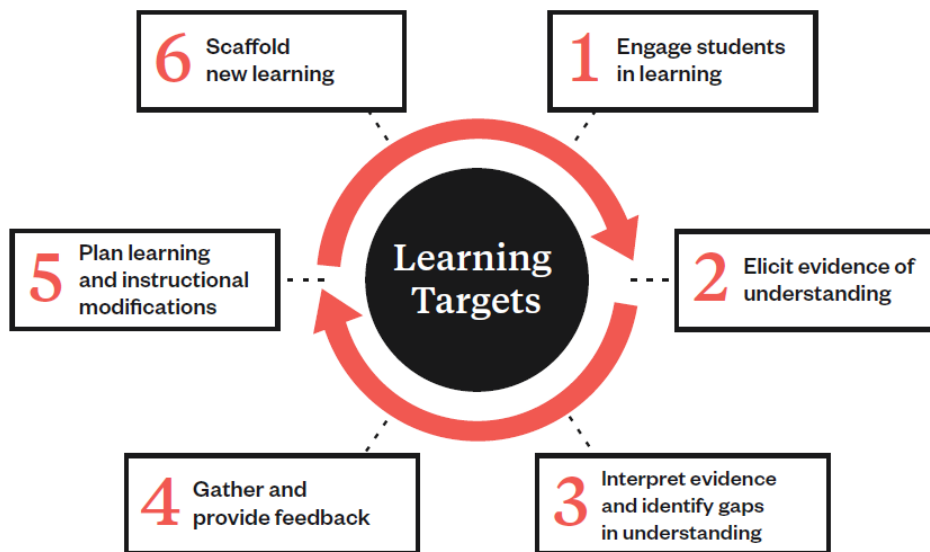 6 Scaffold
new learning
1 Engage students
in learning
Learning
Targets
5 Plan learning
and instructional
modifications
2 Elicit evidence of
understanding
4 Gather and
provide feedback
3 Interpret evidence
and identify gaps
in understanding